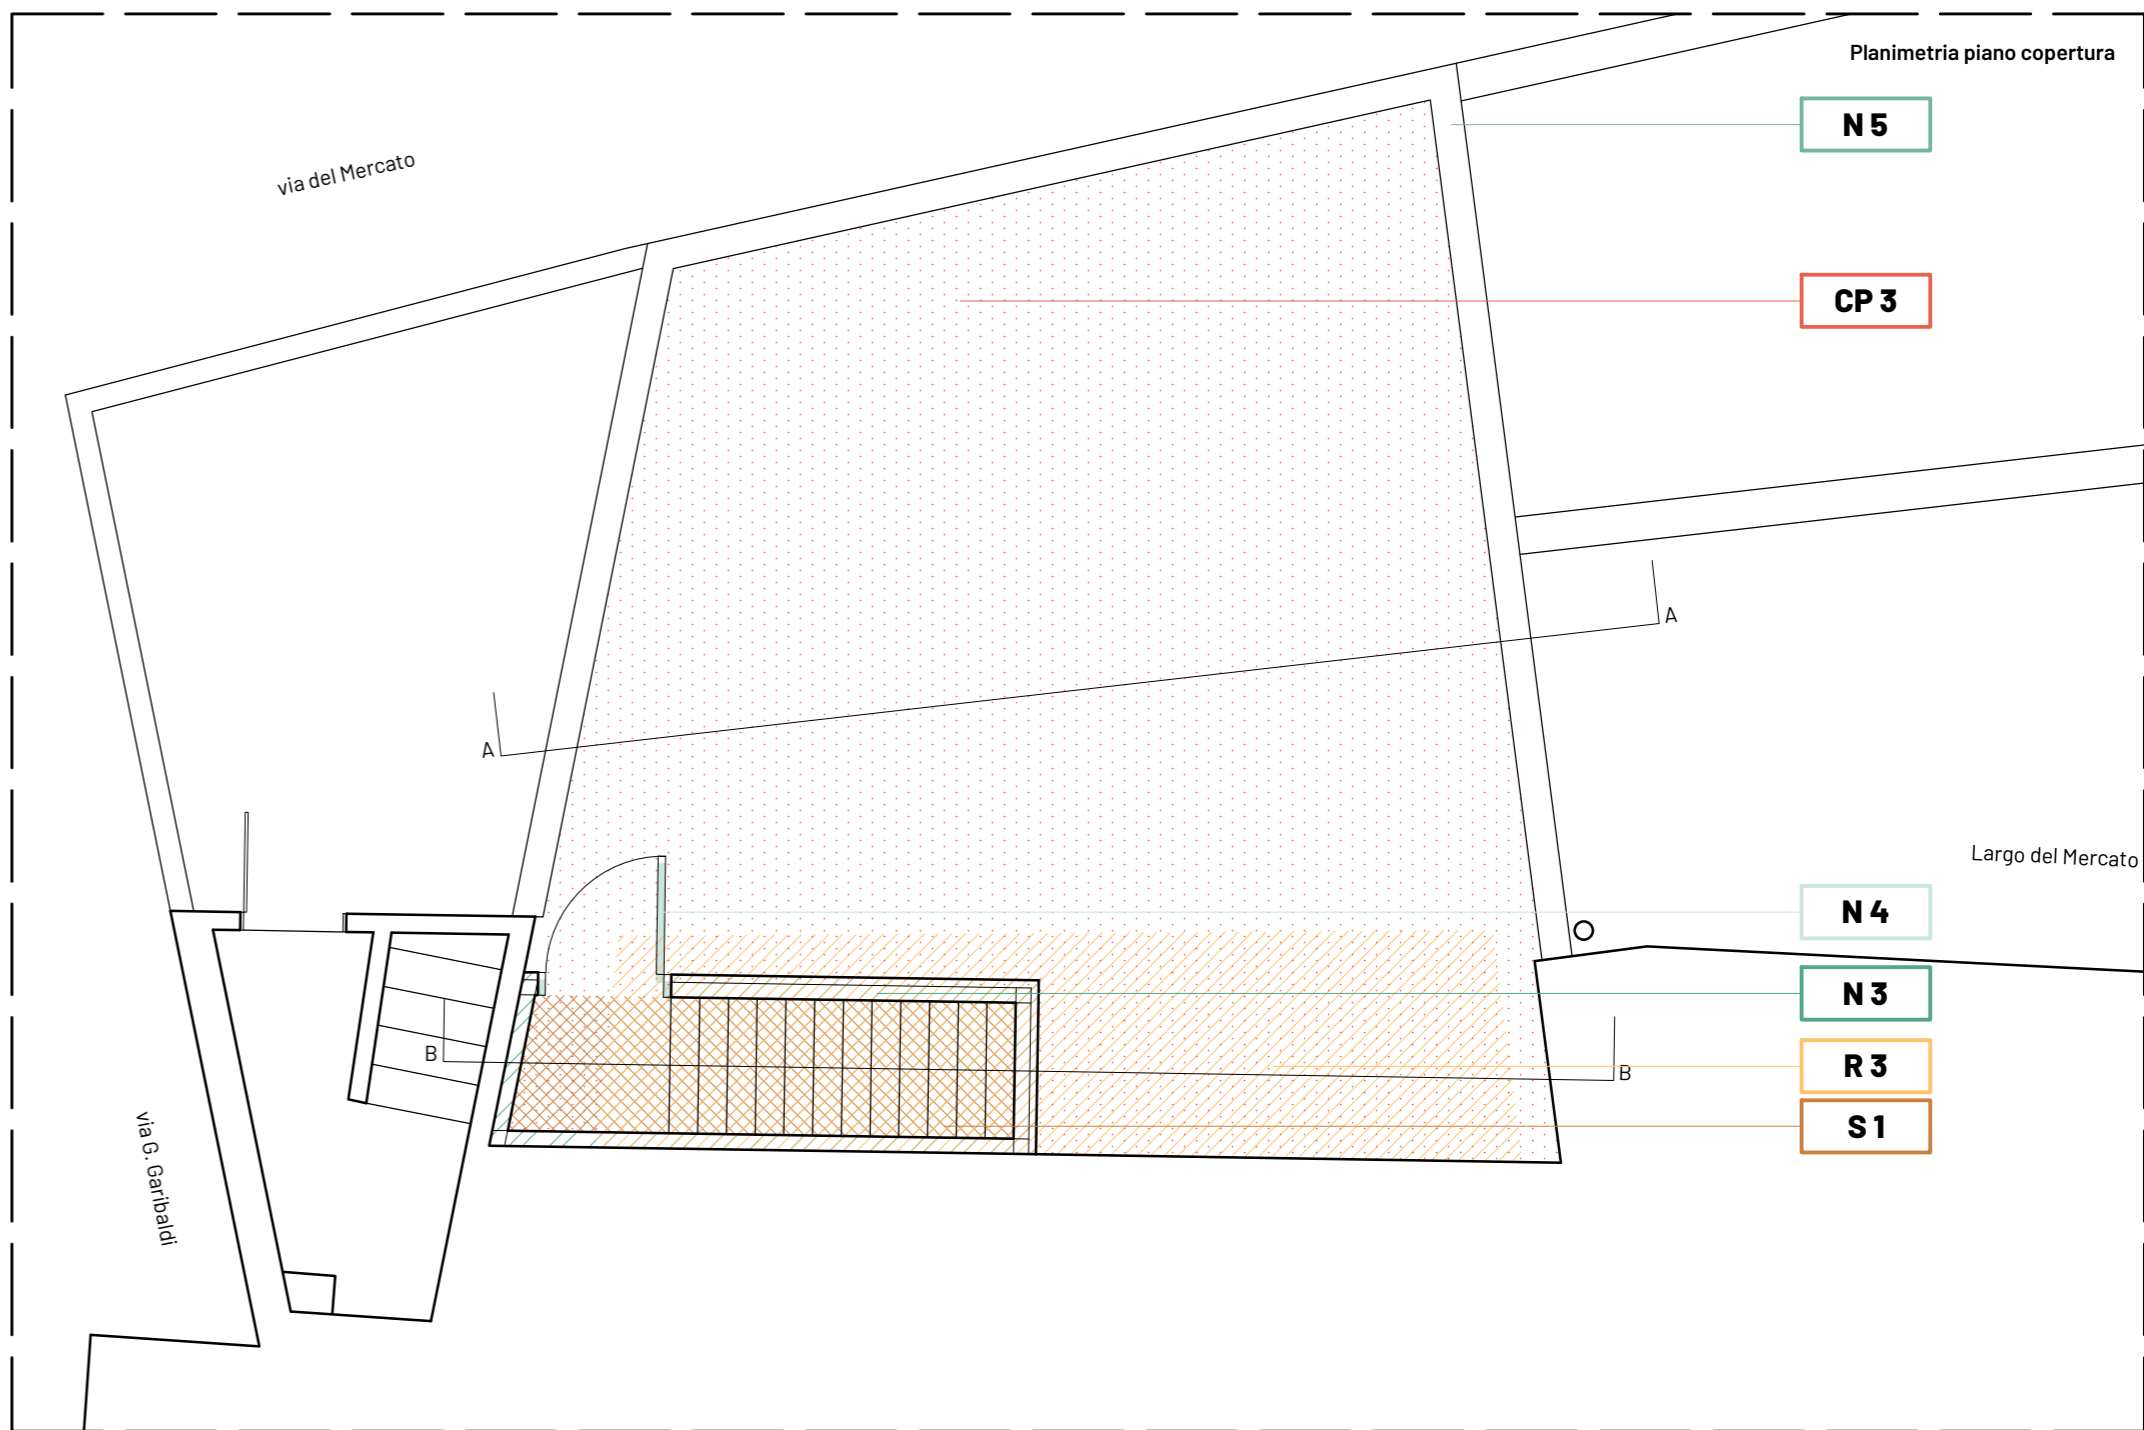 Planimetria piano copertura
N 5
via del Mercato
CP 3
A
A
Largo del Mercato
N 4
N 3
B
R 3
B
S 1
via G. Garibaldi